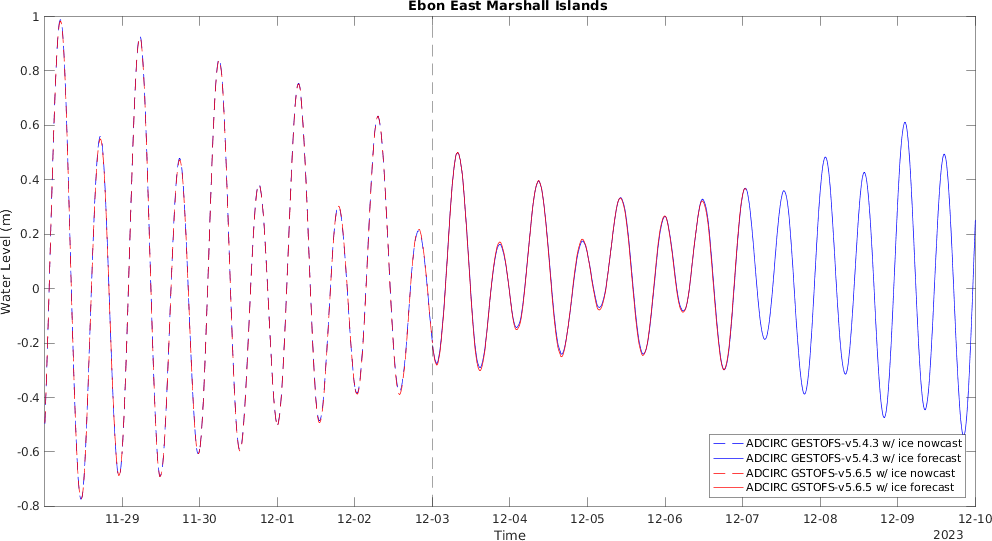 Ebon East Marshall Islands
1
0.8
0.6
0.4
0.2
0
-0.2
-0.4
-0.6
-0.8
Water Level (m)
ADCIRC GESTOFS-v5.4.3 w/ ice nowcast
ADCIRC GESTOFS-v5.4.3 w/ ice forecast
ADCIRC GSTOFS-v5.6.5 w/ ice nowcast
ADCIRC GSTOFS-v5.6.5 w/ ice forecast
11-29 11-30 12-01 12-02 12-03 12-04 12-05 12-06 12-07 12-08 12-09 12-10
Time
2023